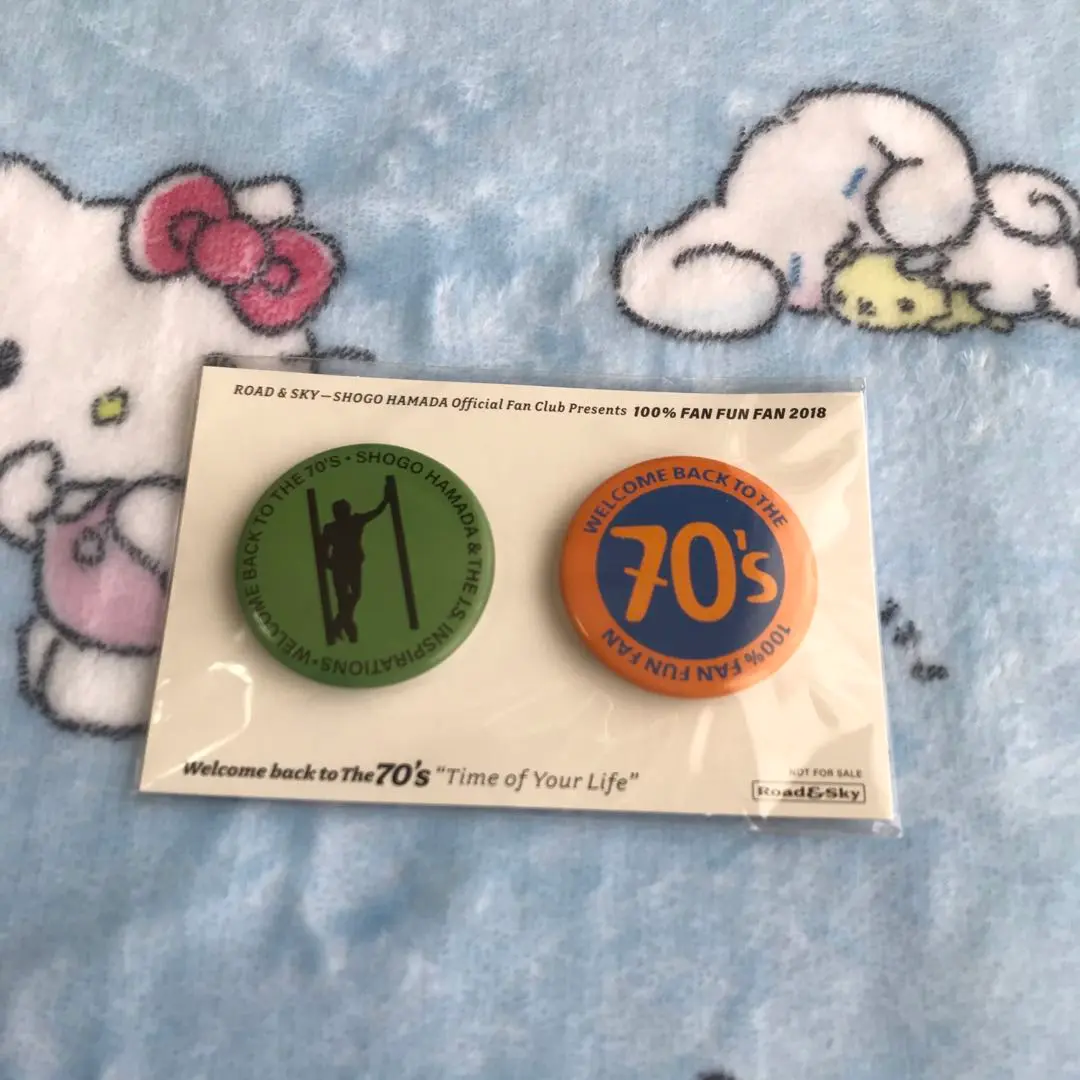 ROAD & SKY—SHOGO HAMADA Official Fan Club Presents 100% FAN FUN FAN 2018
WELCOME BACK TO THE 70'S • SHOGO HAMADA & THE J.S. INSPIRATIONS •
WELCOME BACK TO THE
70's
100% FAN FUN FAN
Welcome back to The 70's "Time of Your Life"
NOT FOR SALE
Road&Sky